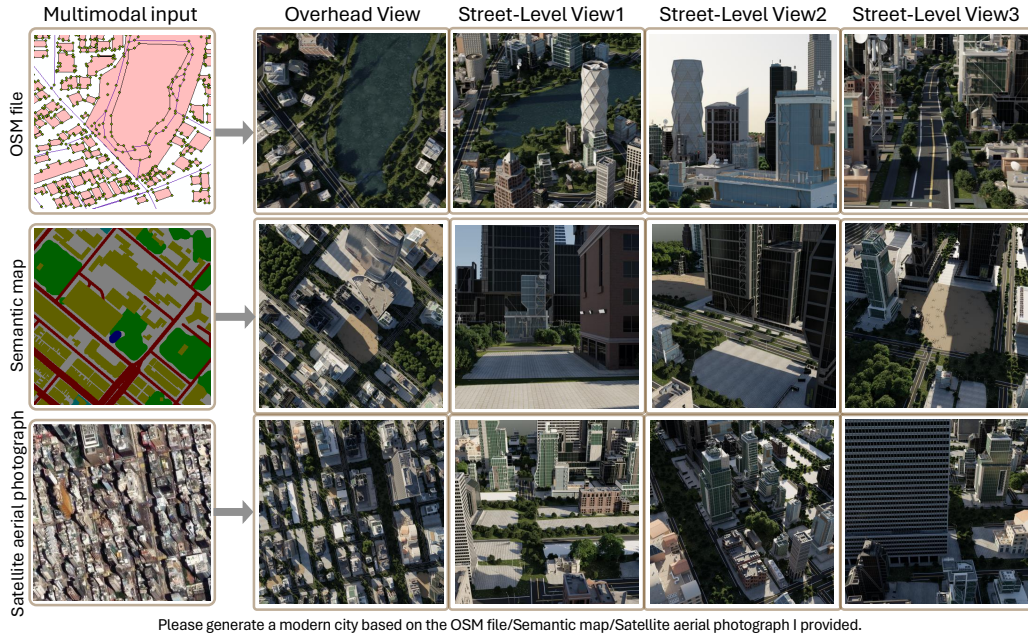 Multimodal input
Overhead View
Street-Level View1
Street-Level View2
Street-Level View3
OSM file
Semantic map
Satellite aerial photograph
Please generate a modern city based on the OSM file/Semantic map/Satellite aerial photograph I provided.